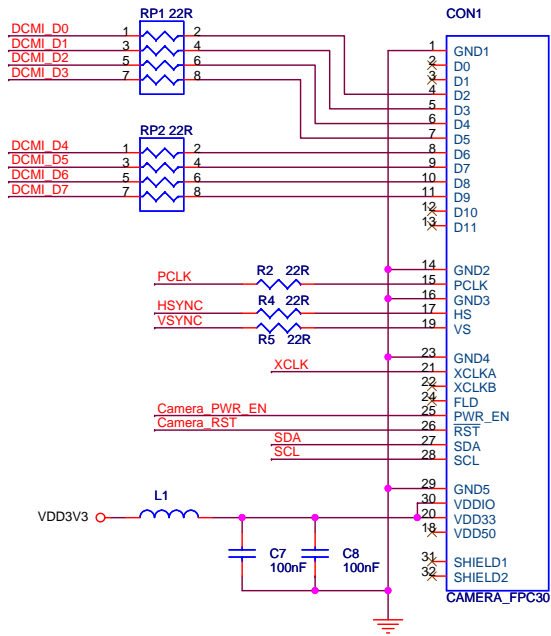 RP1 22R
CON1
DCMI_D0 1 2
DCMI_D1 3 4
DCMI_D2 5 6
DCMI_D3 7 8
RP2 22R
DCMI_D4 1 2
DCMI_D5 3 4
DCMI_D6 5 6
DCMI_D7 7 8
1 GND1
2 D0
3 D1
4 D2
5 D3
6 D4
7 D5
8 D6
9 D7
10 D8
11 D9
12 D10
13 D11
14 GND2
PCLK R2 22R 15 PCLK
16 GND3
HSYNC R4 22R 17 HS
VSYNC R5 22R 19 VS
23 GND4
XCLK 21 XCLKA
22 XCLKB
24 FLD
Camera_PWR_EN 25 PWR_EN
Camera_RST 26 RST
SDA 27 SDA
SCL 28 SCL
29 GND5
30 VDDIO
VDD3V3 L1 20 VDD33
18 VDD50
C7 100nF
C8 100nF
31 SHIELD1
32 SHIELD2
CAMERA_FPC30